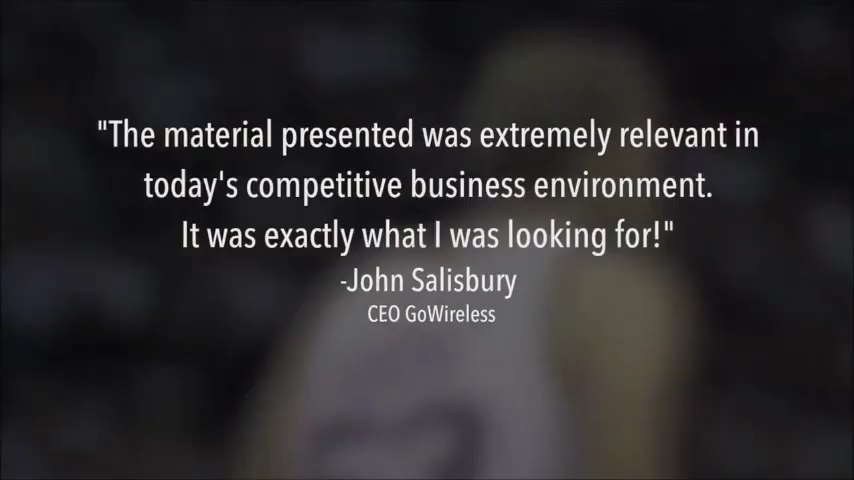 "The material presented was extremely relevant in
today's competitive business environment.
It was exactly what I was looking for!"
-John Salisbury
CEO GoWireless